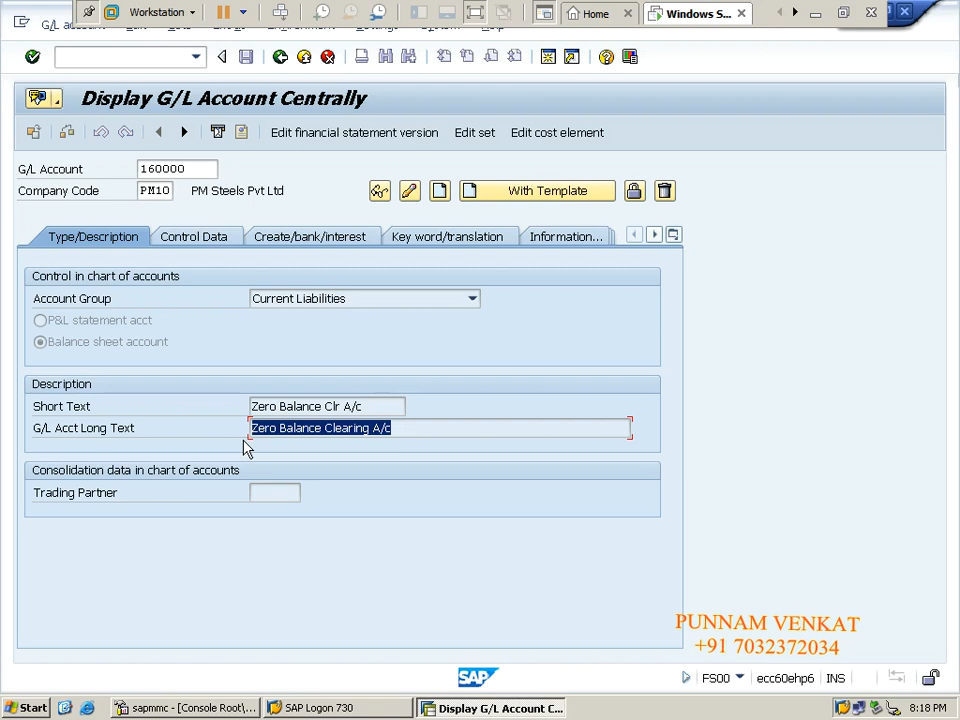 Workstation
Home
Windows S...
G/L account
Display G/L Account Centrally
Edit financial statement version
Edit set
Edit cost element
G/L Account
160000
Company Code
PM10
PM Steels Pvt Ltd
With Template
Type/Description
Control Data
Create/bank/interest
Key word/translation
Information...
Control in chart of accounts
Account Group
Current Liabilities
P&L statement acct
Balance sheet account
Description
Short Text
Zero Balance Clr A/c
G/L Acct Long Text
Zero Balance Clearing A/c
Consolidation data in chart of accounts
Trading Partner
PUNNAM VENKAT
+91 7032372034
SAP
FS00
ecc60ehp6
INS
Start
sapmmc - [Console Root\...
SAP Logon 730
Display G/L Account C...
8:18 PM